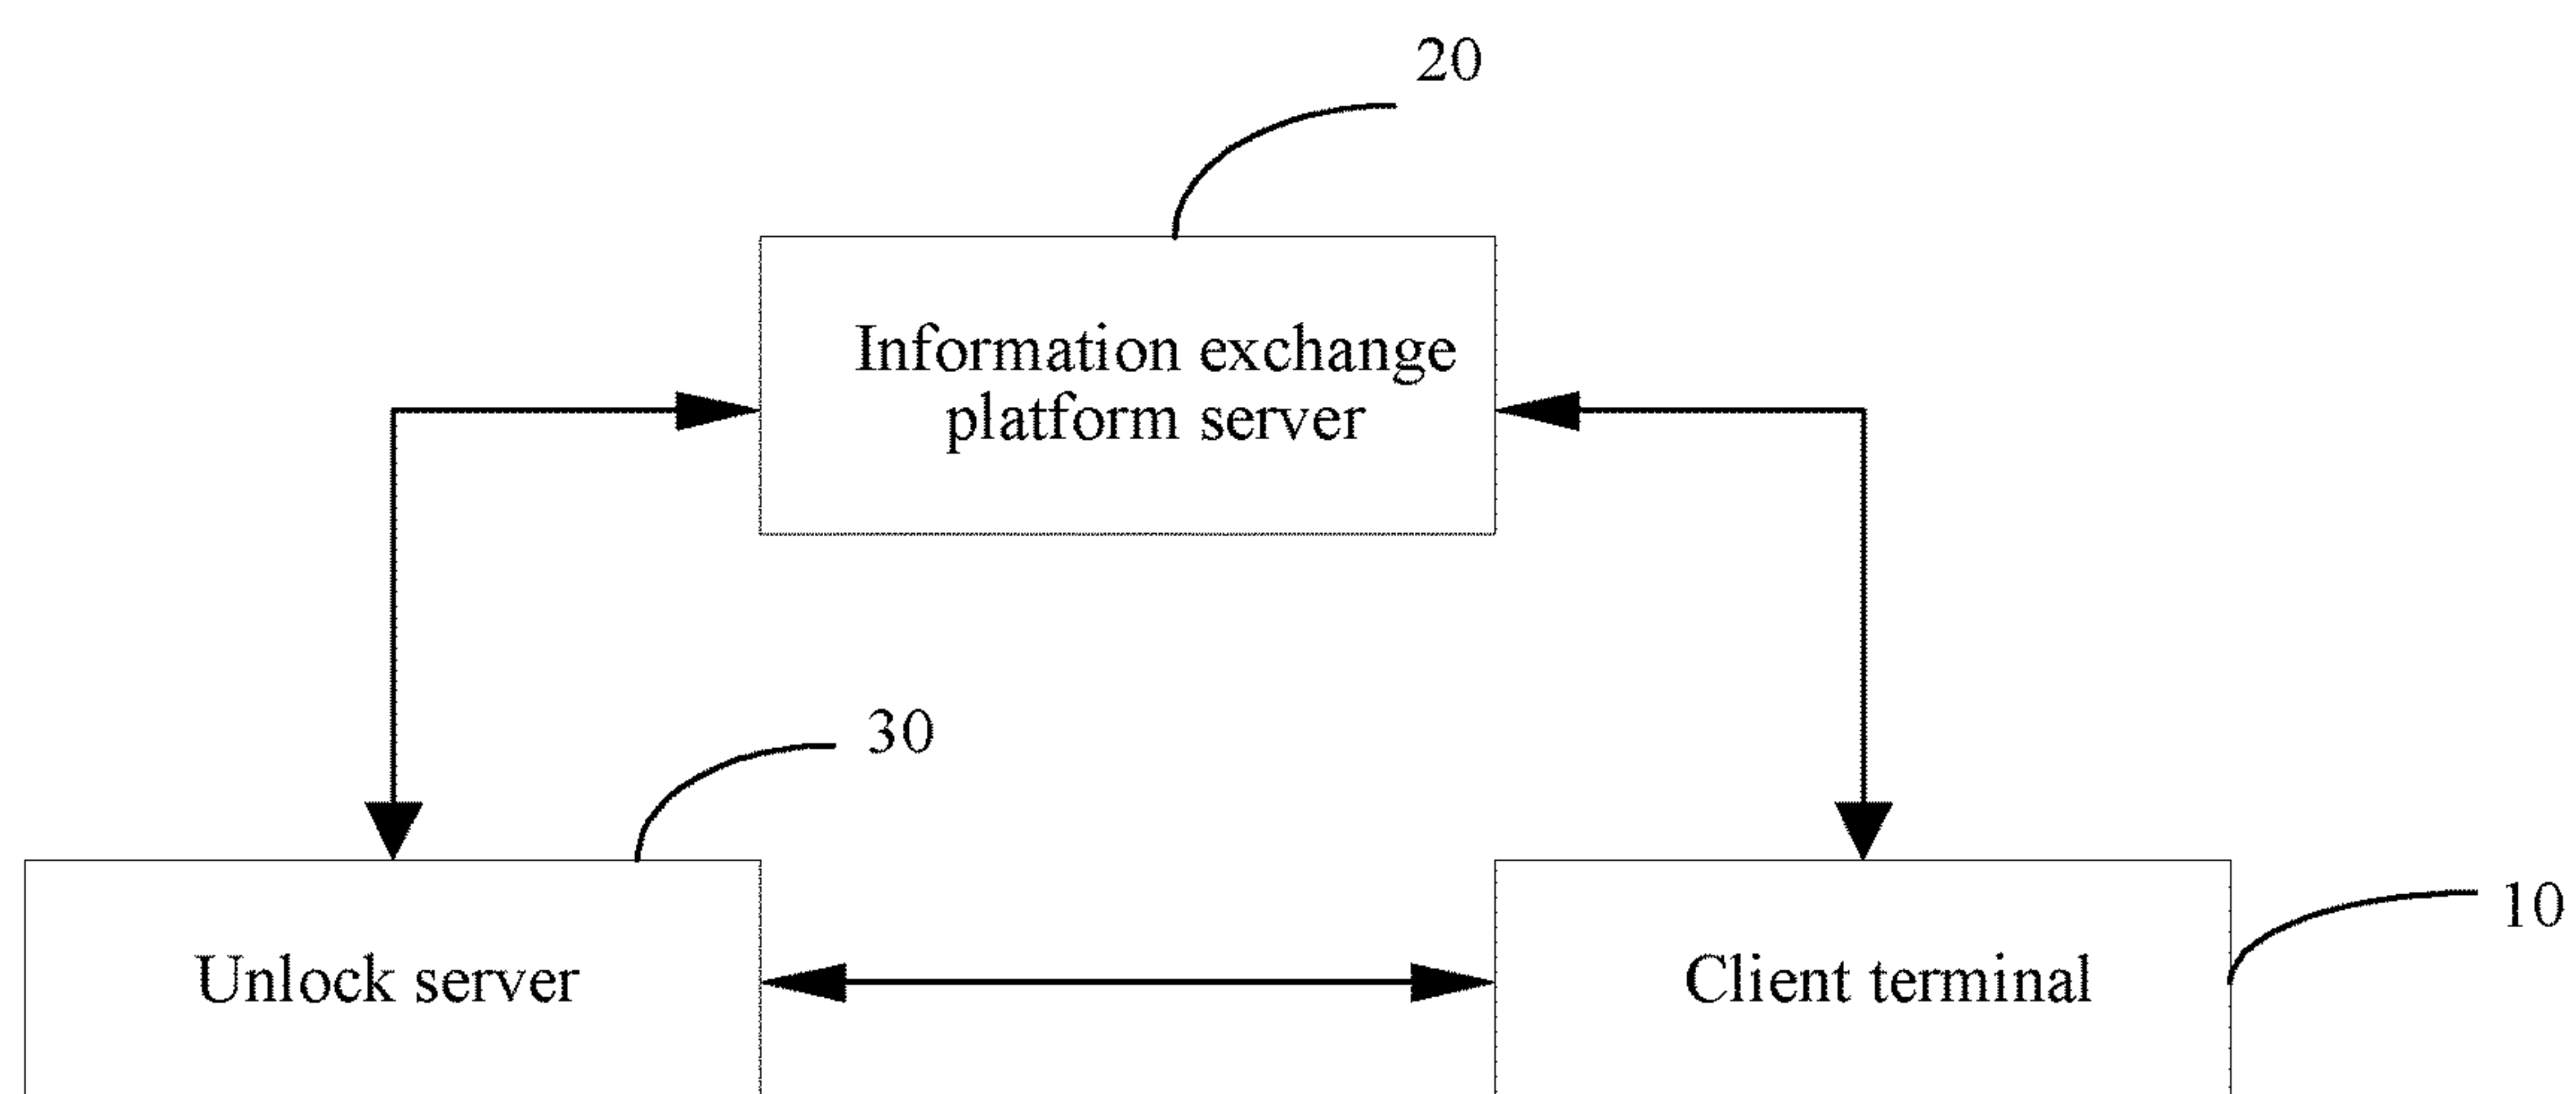 20
Information exchange
platform server
30
10
Unlock server
Client terminal